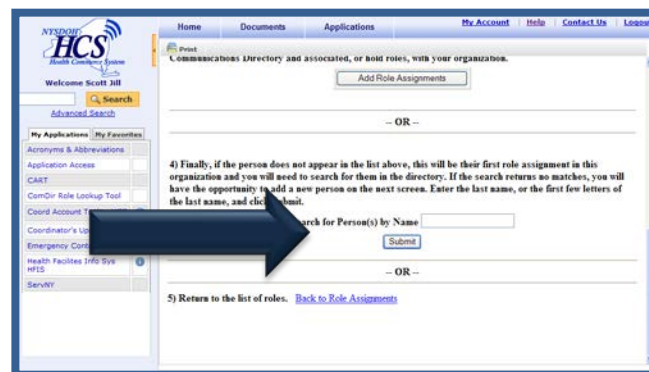 NYSDOH
HCS
Health Commerce System
Home Documents Applications
My Account | Help | Contact Us | Logout
Print
Welcome Scott Jill
Search
Advanced Search
My Applications My Favorites
Acronyms & Abbreviations
Application Access
CART
ComDir Role Lookup Tool
Coord Account
Coordinator's
Emergency
Health Facilites Info Sys
HFIS
ServNY
Communications Directory and associated, or hold roles, with your organization.
Add Role Assignments
-- OR --
4) Finally, if the person does not appear in the list above, this will be their first role assignment in this
organization and you will need to search for them in the directory. If the search returns no matches, you will
have the opportunity to add a new person on the next screen. Enter the last name, or the first few letters of
the last name, and click Submit.
for Person(s) by Name
Submit
-- OR --
5) Return to the list of roles. Back to Role Assignments